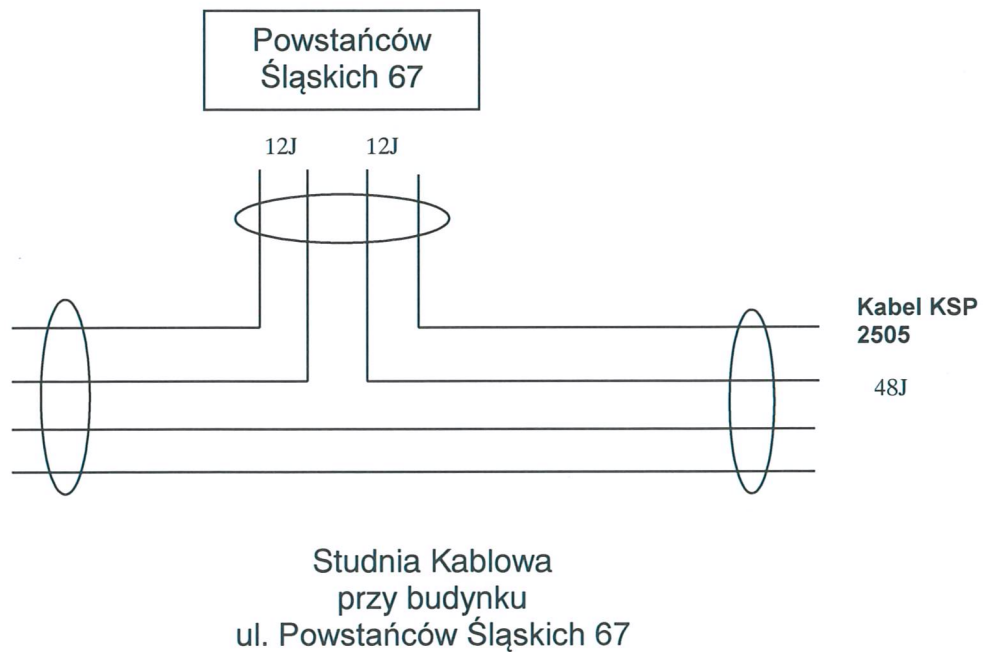 Powstańców
Śląskich 67
12J 12J
Kabel KSP
2505
48J
Studnia Kablowa
przy budynku
ul. Powstańców Śląskich 67